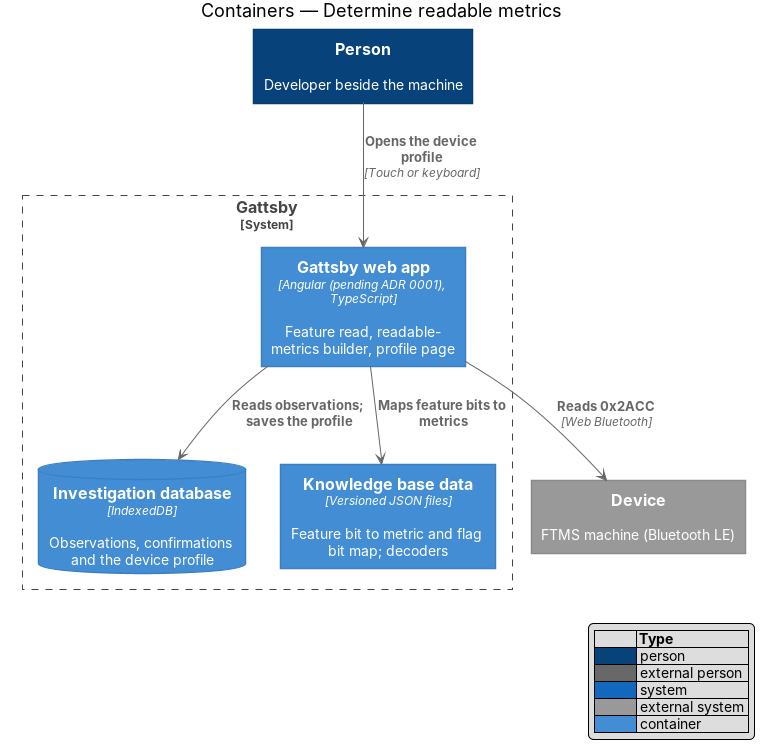 Containers — Determine readable metrics
Person
Developer beside the machine
Opens the device
profile
[Touch or keyboard]
Gattsby
[System]
Gattsby web app
[Angular (pending ADR 0001),
TypeScript]
Feature read, readable-
metrics builder, profile page
Reads observations;
saves the profile
Maps feature bits to
metrics
Reads 0x2ACC
[Web Bluetooth]
Investigation database
[IndexedDB]
Observations, confirmations
and the device profile
Knowledge base data
[Versioned JSON files]
Feature bit to metric and flag
bit map; decoders
Device
FTMS machine (Bluetooth LE)
Type
person
external person
system
external system
container